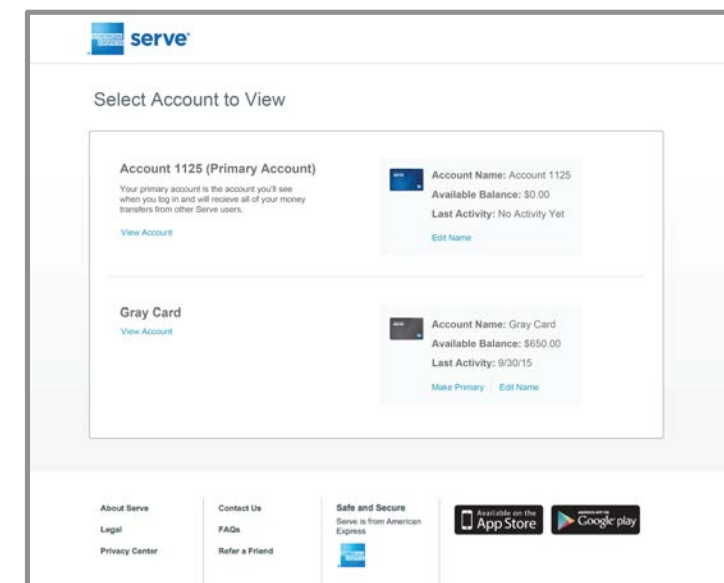 AMERICAN EXPRESS serve
Select Account to View
Account 1125 (Primary Account)
Your primary account is the account you'll see
when you log in and will recieve all of your money
transfers from other Serve users.
View Account
Account Name: Account 1125
Available Balance: $0.00
Last Activity: No Activity Yet
Edit Name
Gray Card
View Account
Account Name: Gray Card
Available Balance: $650.00
Last Activity: 9/30/15
Make Primary Edit Name
About Serve
Legal
Privacy Center
Contact Us
FAQs
Refer a Friend
Safe and Secure
Serve is from American
Express
Available on the
App Store
ANDROID APP ON
Google play